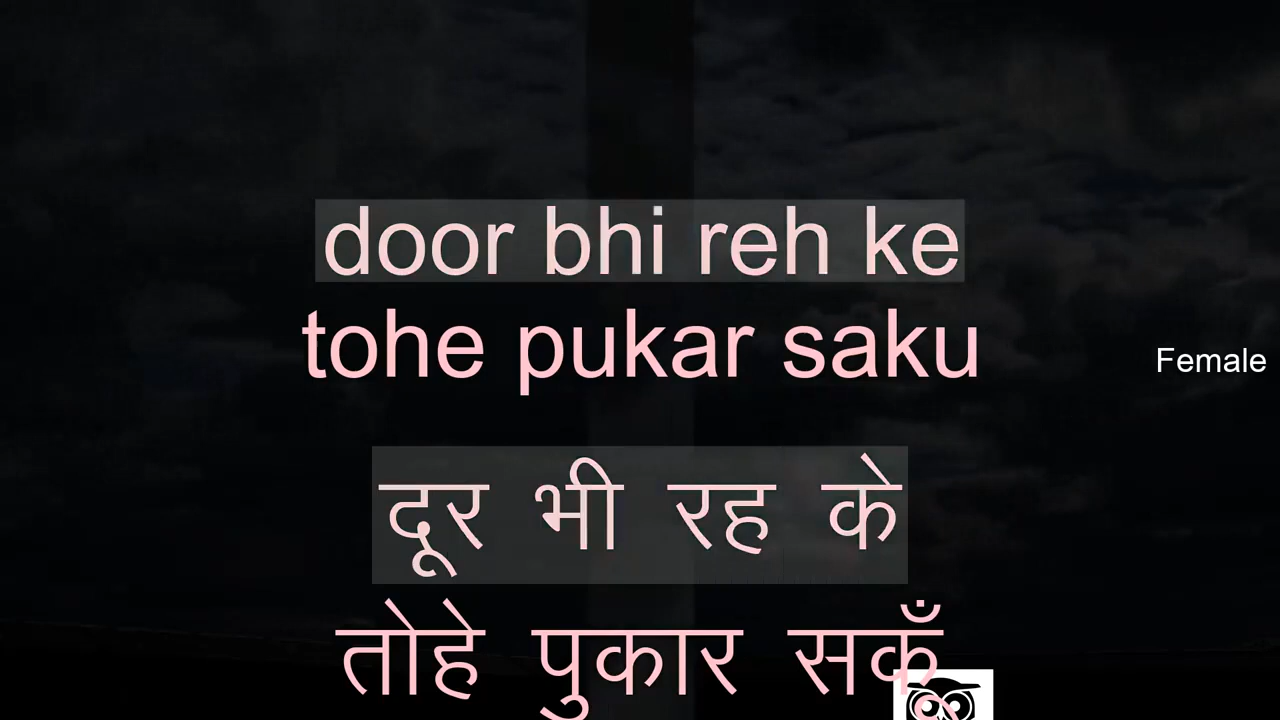 door bhi reh ke
tohe pukar saku
Female
दूर भी रह के
तोहे पुकार सकूँ